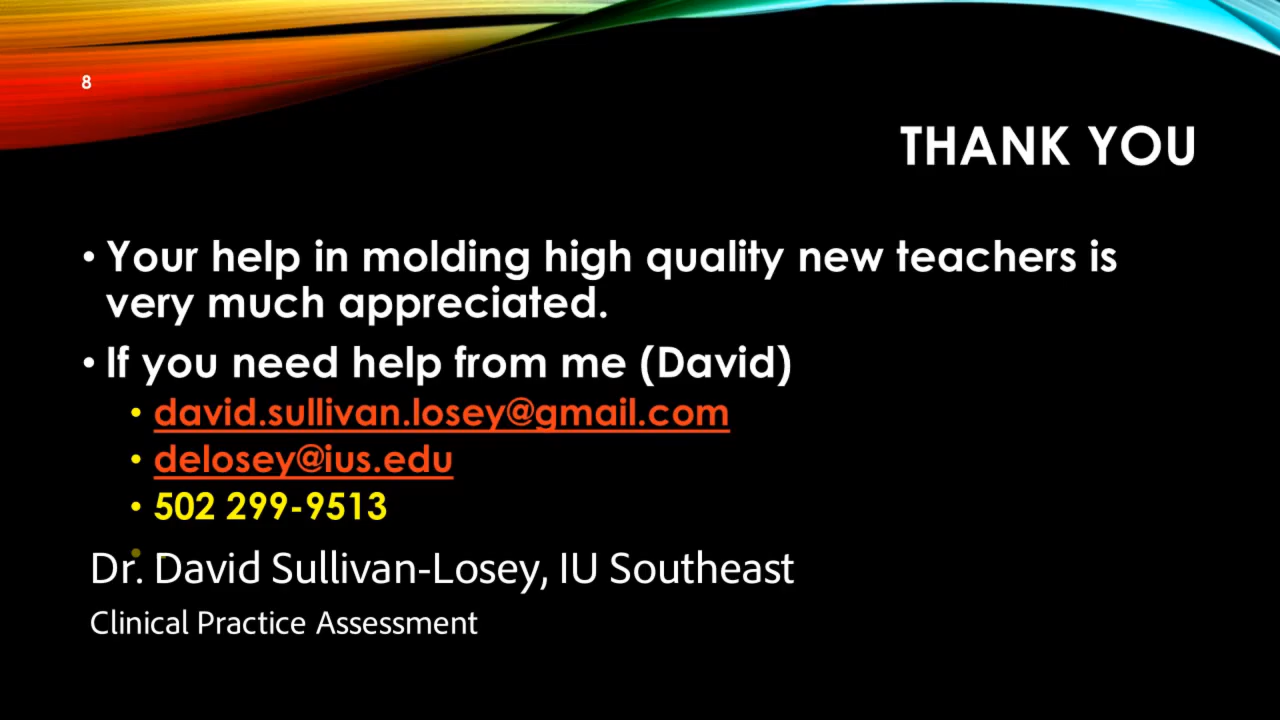 8
THANK YOU
• Your help in molding high quality new teachers is
very much appreciated.
• If you need help from me (David)
• david.sullivan.losey@gmail.com
• delosey@ius.edu
• 502 299-9513
Dr. David Sullivan-Losey, IU Southeast
Clinical Practice Assessment